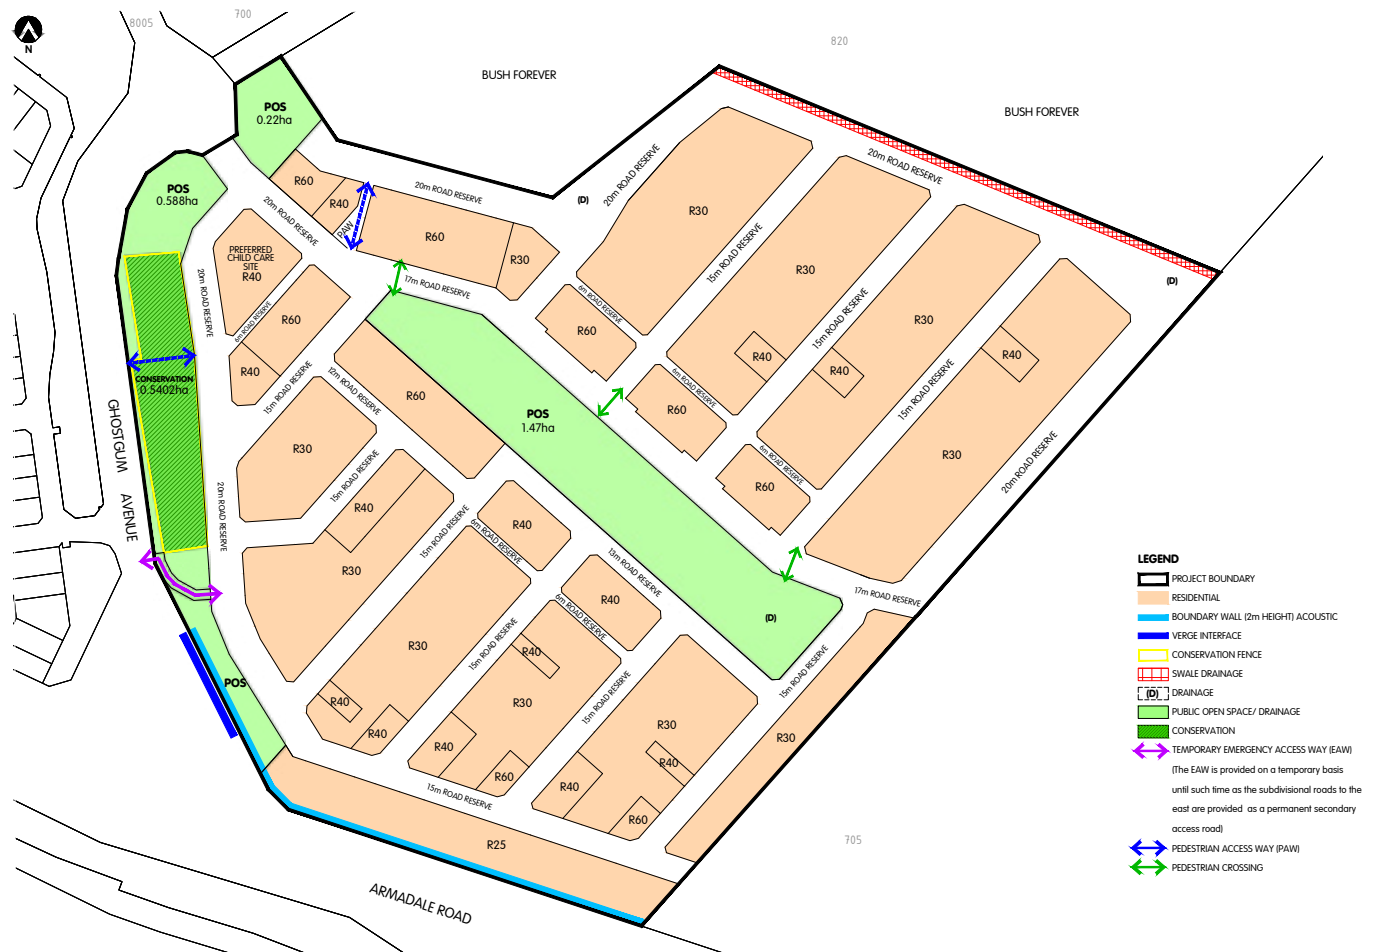 8005
700
820
N
BUSH FOREVER
BUSH FOREVER
POS
0.22ha
20m ROAD RESERVE
20m ROAD RESERVE
POS
0.588ha
R60
R40
PAW
20m ROAD RESERVE
20m ROAD RESERVE
(D)
R30
R60
R30
PREFERRED
CHILD CARE
SITE
R40
20m ROAD RESERVE
6m ROAD RESERVE
R60
R40
17m ROAD RESERVE
15m ROAD RESERVE
R30
(D)
6m ROAD RESERVE
R60
R40
15m ROAD RESERVE
R30
R40
15m ROAD RESERVE
R40
CONSERVATION
0.5402ha
15m ROAD RESERVE
12m ROAD RESERVE
R60
6m ROAD RESERVE
R60
POS
1.47ha
R30
R30
20m ROAD RESERVE
GHOSTGUM AVENUE
20m ROAD RESERVE
15m ROAD RESERVE
R40
6m ROAD RESERVE
R60
15m ROAD RESERVE
R40
6m ROAD RESERVE
R30
13m ROAD RESERVE
R40
6m ROAD RESERVE
17m ROAD RESERVE
(D)
R30
15m ROAD RESERVE
R40
15m ROAD RESERVE
POS
R40
R40
R30
15m ROAD RESERVE
R30
R40
R40
R30
R60
R40
R60
15m ROAD RESERVE
R25
705
ARMADALE ROAD
LEGEND
PROJECT BOUNDARY
RESIDENTIAL
BOUNDARY WALL (2m HEIGHT) ACOUSTIC
VERGE INTERFACE
CONSERVATION FENCE
SWALE DRAINAGE
(D) DRAINAGE
PUBLIC OPEN SPACE/ DRAINAGE
CONSERVATION
TEMPORARY EMERGENCY ACCESS WAY (EAW)
(The EAW is provided on a temporary basis
until such time as the subdivisional roads to the
east are provided as a permanent secondary
access road)
PEDESTRIAN ACCESS WAY (PAW)
PEDESTRIAN CROSSING